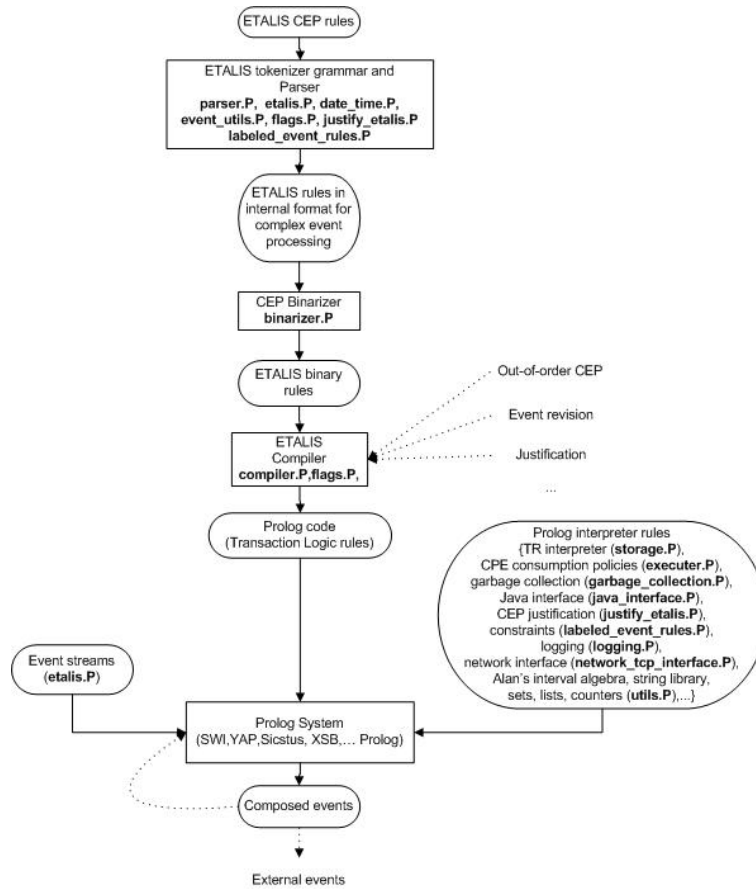 ETALIS CEP rules
ETALIS tokenizer grammar and
Parser
parser.P, etalis.P, date_time.P,
event_utils.P, flags.P, justify_etalis.P
labeled_event_rules.P
ETALIS rules in
internal format for
complex event
processing
CEP Binarizer
binarizer.P
ETALIS binary
rules
Out-of-order CEP
Event revision
Justification
...
ETALIS
Compiler
compiler.P,flags.P,
Prolog code
(Transaction Logic rules)
Prolog interpreter rules
{TR interpreter (storage.P),
CPE consumption policies (executer.P),
garbage collection (garbage_collection.P),
Java interface (java_interface.P),
CEP justification (justify_etalis.P),
constraints (labeled_event_rules.P),
logging (logging.P),
network interface (network_tcp_interface.P),
Alan's interval algebra, string library,
sets, lists, counters (utils.P),...}
Event streams
(etalis.P)
Prolog System
(SWI,YAP,Sicstus, XSB,... Prolog)
Composed events
External events